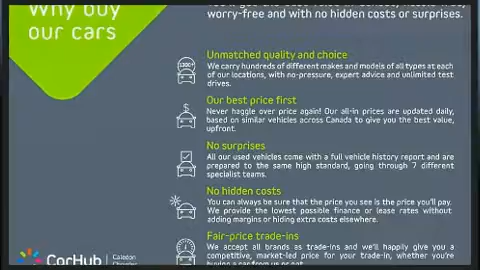 Why buy
our cars
worry-free and with no hidden costs or surprises.
Unmatched quality and choice
We carry hundreds of different makes and models of all types at each
of our locations, with no-pressure, expert advice and unlimited test
drives.
Our best price first
Never haggle over price again! Our all-in prices are updated daily,
based on similar vehicles across Canada to give you the best value,
upfront.
No surprises
All our used vehicles come with a full vehicle history report and are
prepared to the same high standard, going through 7 different
specialist teams.
No hidden costs
You can always be sure that the price you see is the price you'll pay.
We provide the lowest possible finance or lease rates without
adding margins or hiding extra costs elsewhere.
Fair-price trade-ins
We accept all brands as trade-ins and we'll happily give you a
competitive, market-led price for your trade-in, whether you're
buying a car from us or not.
CarHub
Caledon
Chrysler